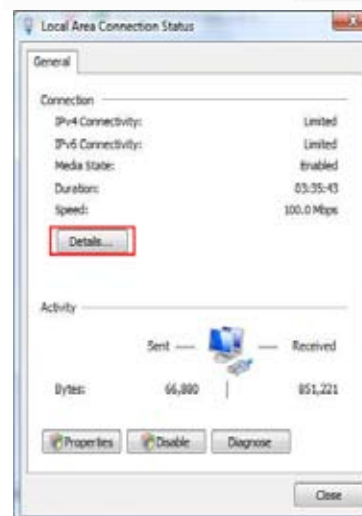 Local Area Connection Status
General
Connection
IPv4 Connectivity: Limited
IPv6 Connectivity: Limited
Media State: Enabled
Duration: 03:35:43
Speed: 100.0 Mbps
Details...
Activity
Sent Received
Bytes: 66,880 851,221
Properties Disable Diagnose
Close